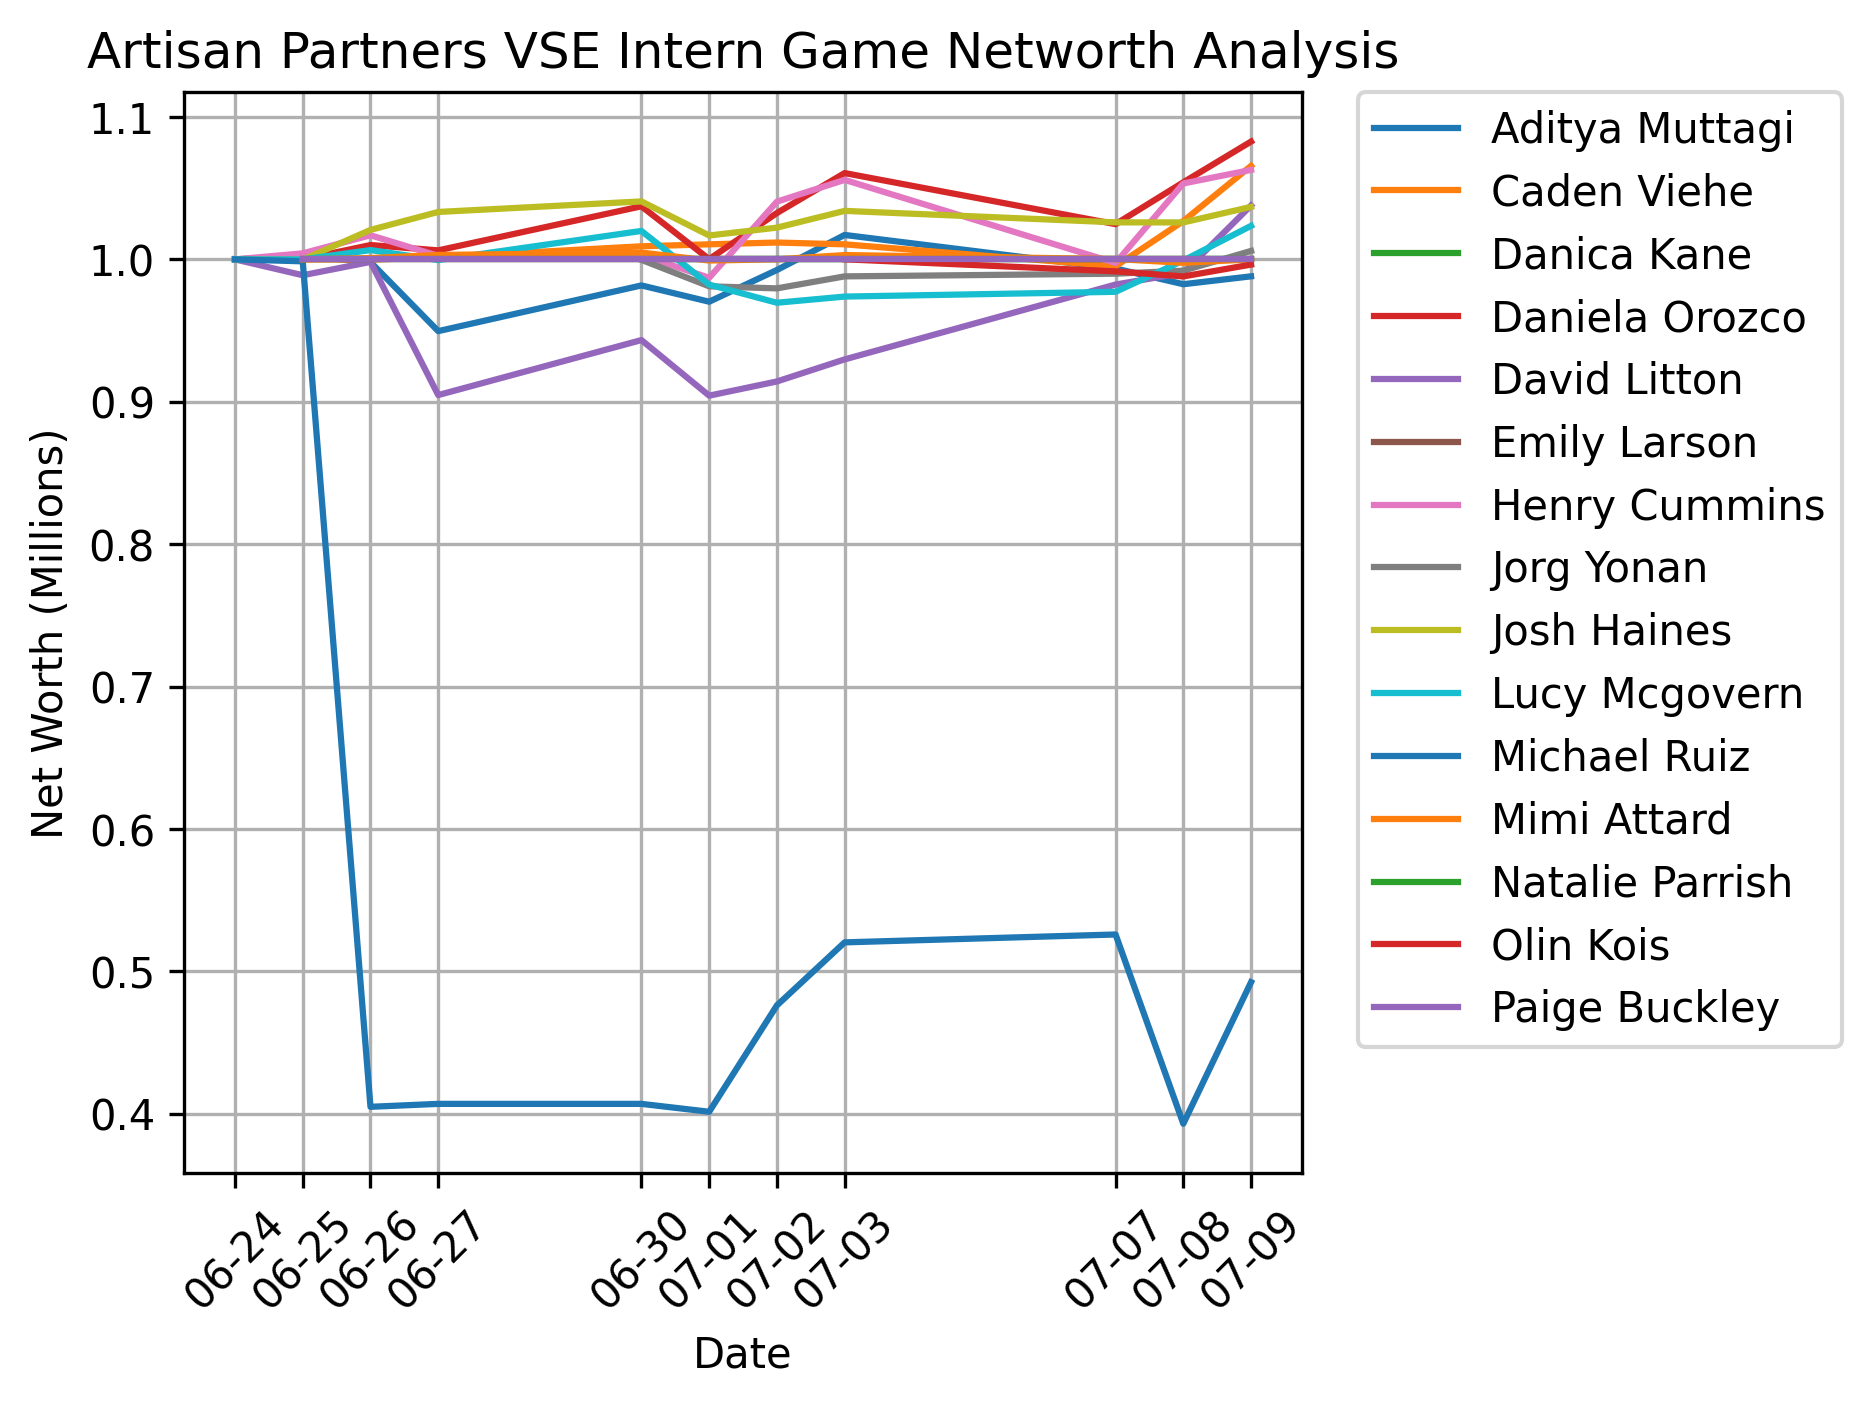 Artisan Partners VSE Intern Game Networth Analysis
1.1
1.0
0.9
0.8
0.7
0.6
0.5
0.4
Net Worth (Millions)
06-24
06-25
06-26
06-27
06-30
07-01
07-02
07-03
07-07
07-08
07-09
Date
Aditya Muttagi
Caden Viehe
Danica Kane
Daniela Orozco
David Litton
Emily Larson
Henry Cummins
Jorg Yonan
Josh Haines
Lucy Mcgovern
Michael Ruiz
Mimi Attard
Natalie Parrish
Olin Kois
Paige Buckley